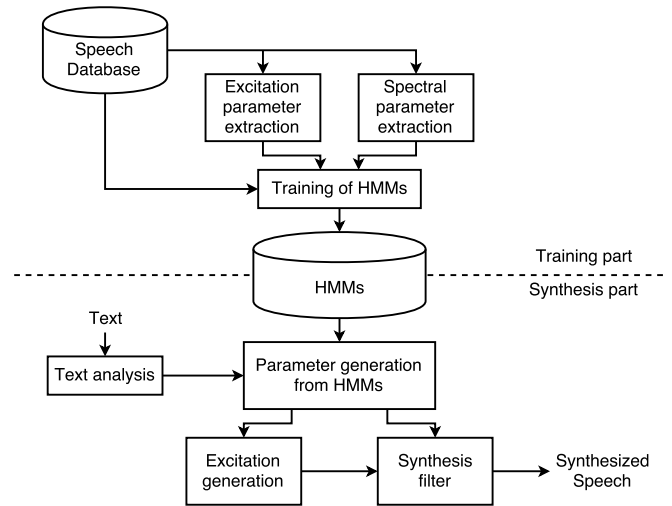 Speech
Database
Excitation
parameter
extraction
Spectral
parameter
extraction
Training of HMMs
Training part
HMMs
Synthesis part
Text
Text analysis
Parameter generation
from HMMs
Excitation
generation
Synthesis
filter
Synthesized
Speech